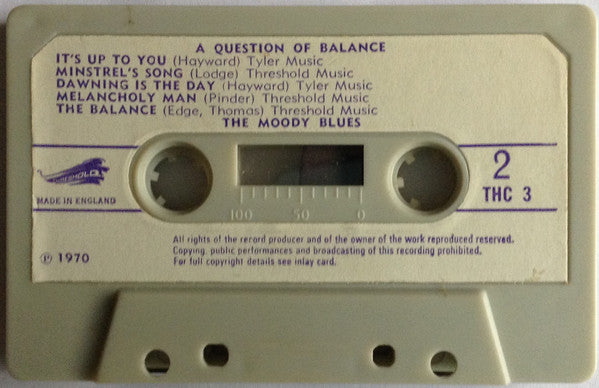 A QUESTION OF BALANCE
IT'S UP TO YOU (Hayward) Tyler Music
MINSTREL'S SONG (Lodge) Threshold Music
DAWNING IS THE DAY (Hayward) Tyler Music
MELANCHOLY MAN (Pinder) Threshold Music
THE BALANCE (Edge, Thomas) Threshold Music
THE MOODY BLUES
THRESHOLD
MADE IN ENGLAND
2
THC 3
100 50 0
℗ 1970
All rights of the record producer and of the owner of the work reproduced reserved.
Copying, public performances and broadcasting of this recording prohibited.
For full copyright details see inlay card.